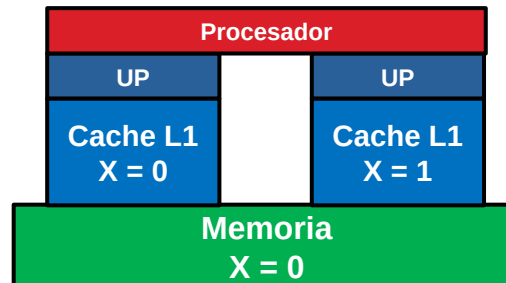 Procesador
UP
UP
Cache L1
X = 0
Cache L1
X = 1
Memoria
X = 0